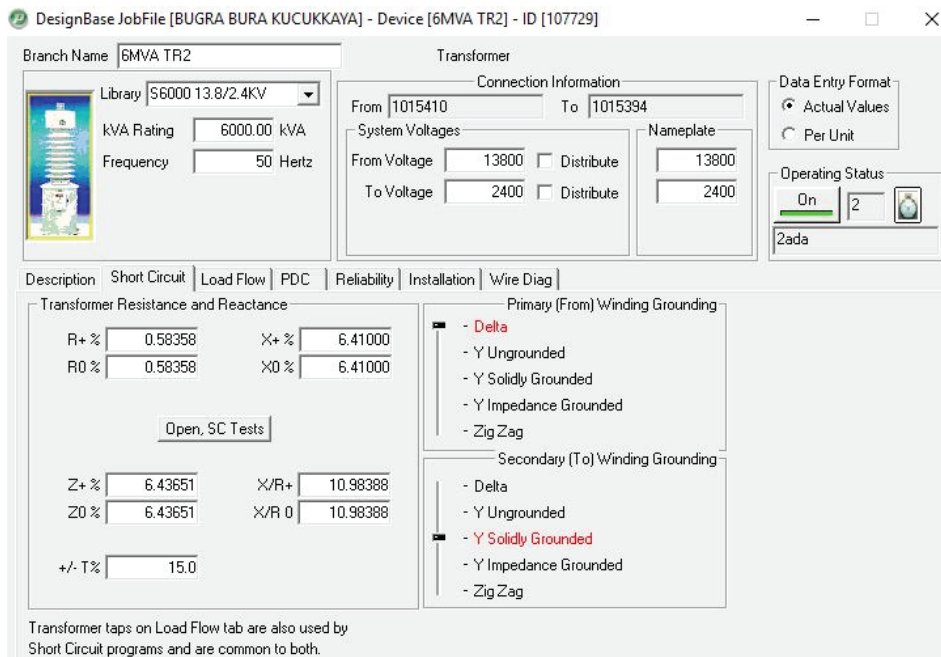 DesignBase JobFile [BUGRA BURA KUCUKKAYA] - Device [6MVA TR2] - ID [107729]
Branch Name 6MVA TR2
Transformer
Library S6000 13.8/2.4KV
kVA Rating 6000.00 kVA
Frequency 50 Hertz
Connection Information
From 1015410 To 1015394
System Voltages
From Voltage 13800 Distribute
To Voltage 2400 Distribute
Nameplate
13800
2400
Data Entry Format
Actual Values
Per Unit
Operating Status
On 2
2ada
Description Short Circuit Load Flow PDC Reliability Installation Wire Diag
Transformer Resistance and Reactance
R+ % 0.58358 X+ % 6.41000
R0 % 0.58358 X0 % 6.41000
Open, SC Tests
Z+ % 6.43651 X/R+ 10.98388
Z0 % 6.43651 X/R 0 10.98388
+/- T% 15.0
Primary (From) Winding Grounding
- Delta
- Y Ungrounded
- Y Solidly Grounded
- Y Impedance Grounded
- Zig Zag
Secondary (To) Winding Grounding
- Delta
- Y Ungrounded
- Y Solidly Grounded
- Y Impedance Grounded
- Zig Zag
Transformer taps on Load Flow tab are also used by
Short Circuit programs and are common to both.